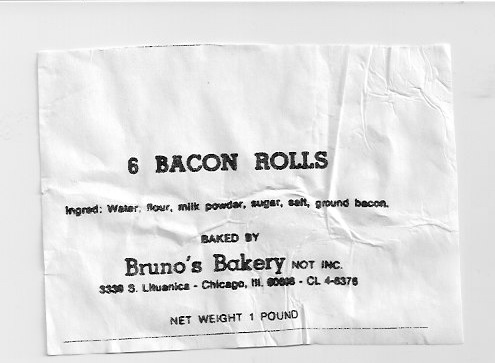 6 BACON ROLLS
Ingred: Water, flour, milk powder, sugar, salt, ground bacon.
BAKED BY
Bruno's Bakery NOT INC.
3339 S. Lituanica - Chicago, Ill. 60608 - CL 4-6376
NET WEIGHT 1 POUND